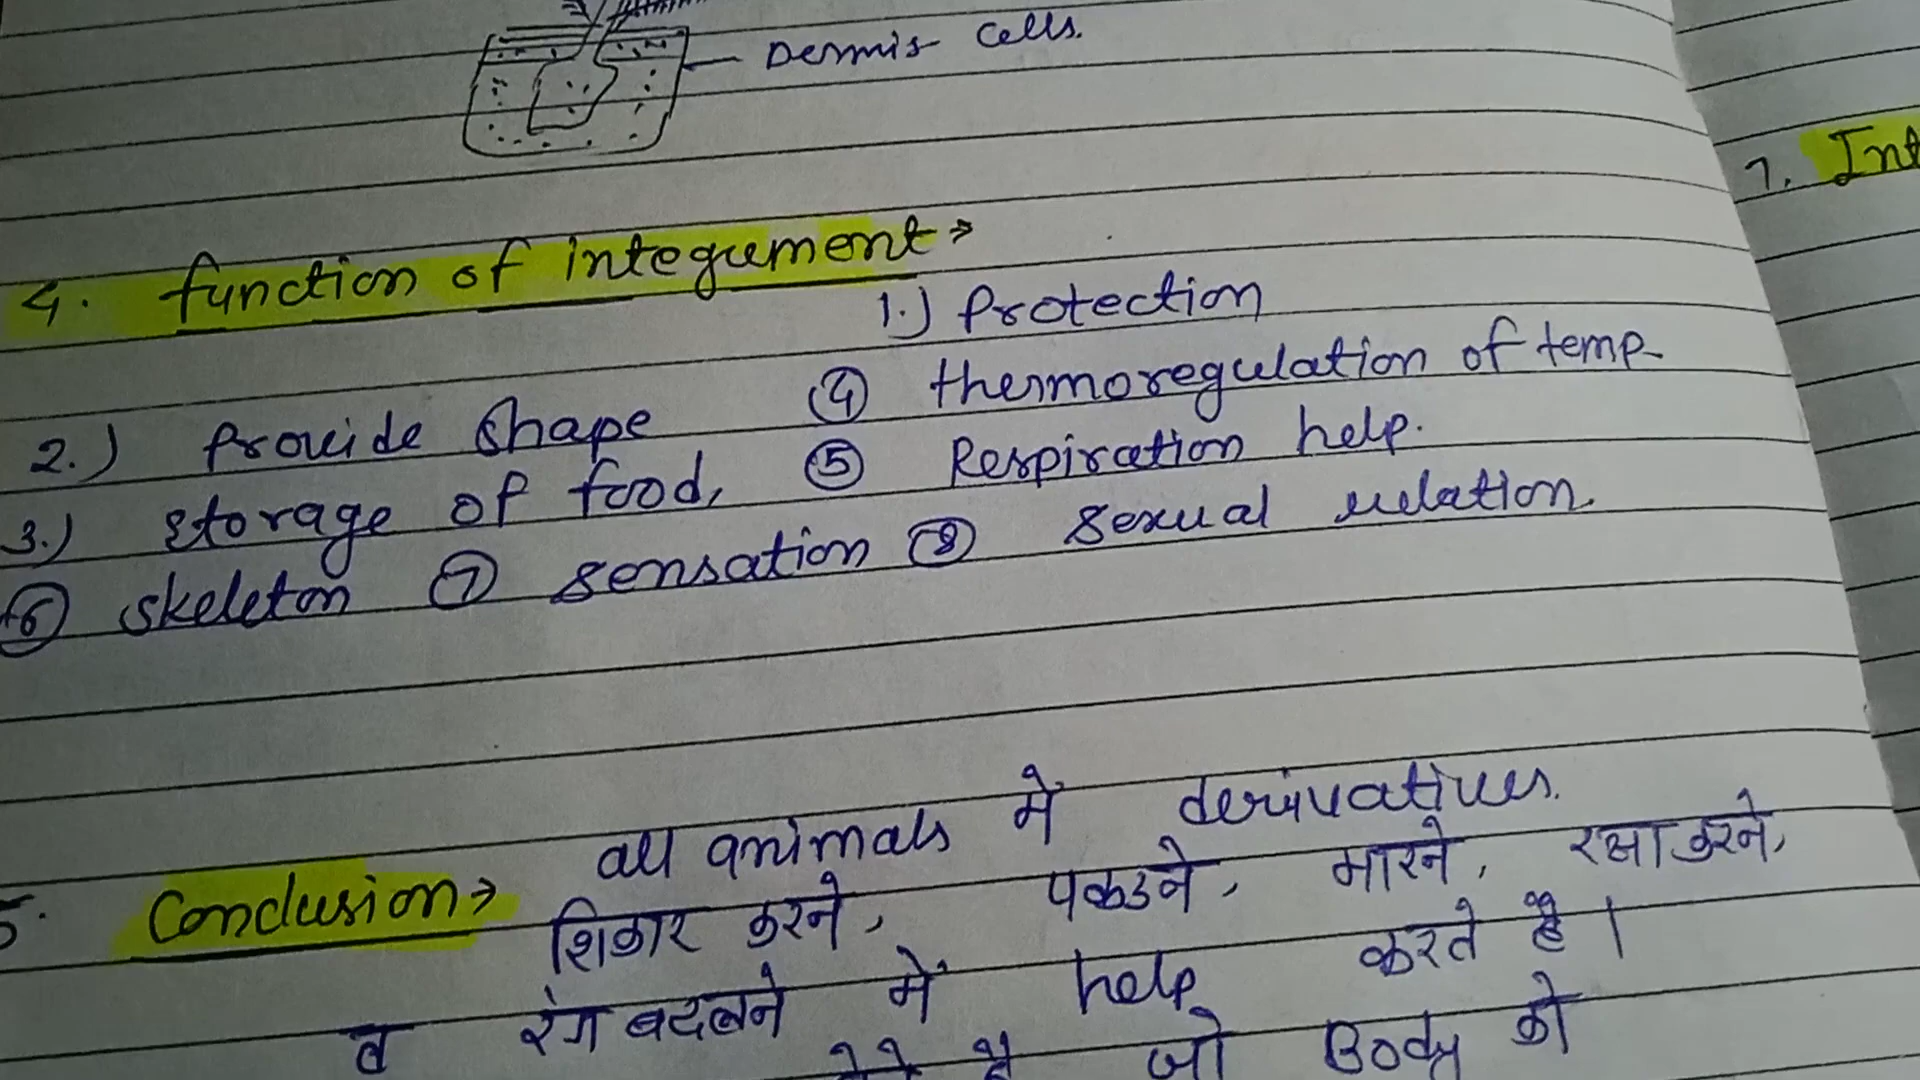 Dermis cells.
4. function of integument →
1.) Protection
2.) Provide shape ④ thermoregulation of temp.
3.) storage of food, ⑤ Respiration help.
⑥ skeleton ⑦ sensation ⑧ sexual relation.
5. Conclusion → all animals में derivatives.
शिकार करने, पकडने, मारने, रक्षा करने,
व रंग बदलने में help करते है।
जो Body को
7. Int